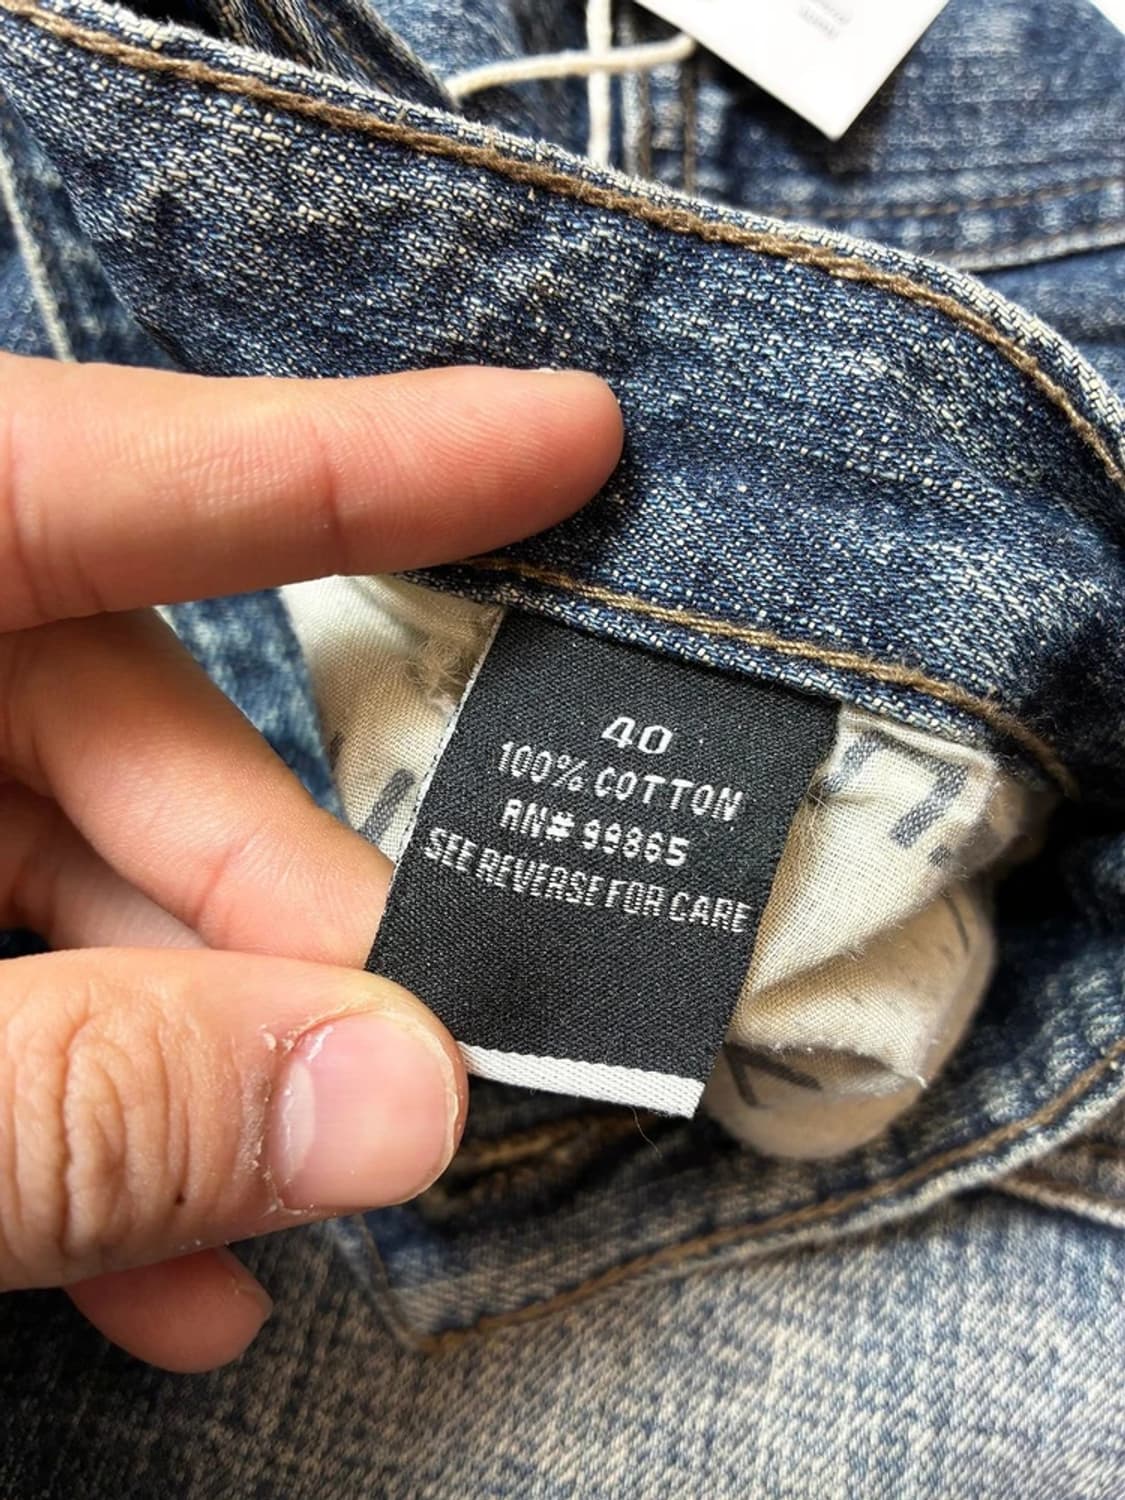 40
100% COTTON
RN# 99865
SEE REVERSE FOR CARE